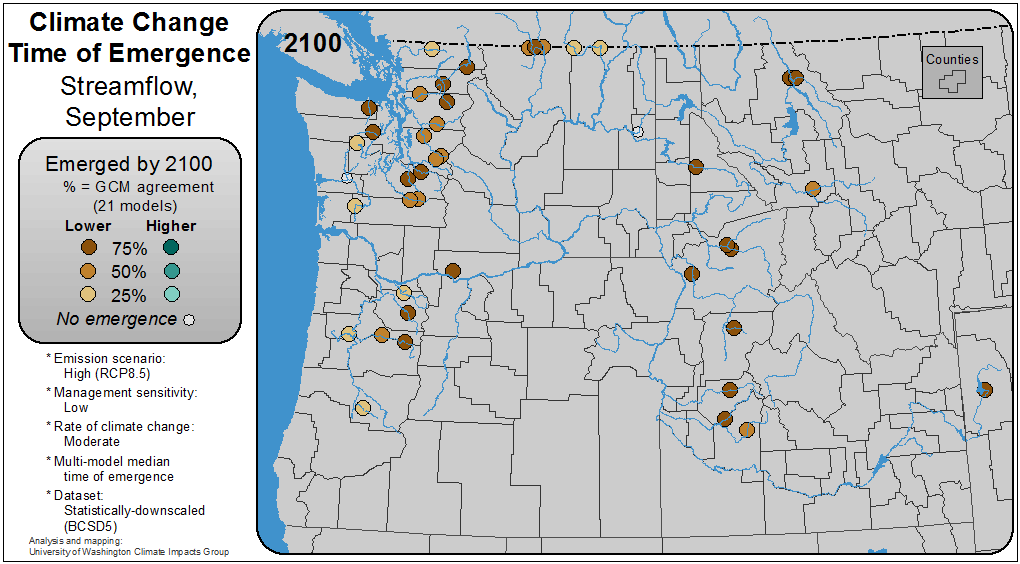 Climate Change
Time of Emergence
Streamflow,
September
Emerged by 2100
% = GCM agreement
(21 models)
Lower Higher
75%
50%
25%
No emergence
* Emission scenario:
High (RCP8.5)
* Management sensitivity:
Low
* Rate of climate change:
Moderate
* Multi-model median
time of emergence
* Dataset:
Statistically-downscaled
(BCSD5)
Analysis and mapping:
University of Washington Climate Impacts Group
2100
Counties